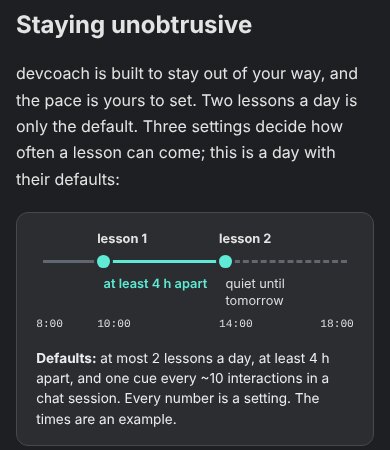 Staying unobtrusive
devcoach is built to stay out of your way, and
the pace is yours to set. Two lessons a day is
only the default. Three settings decide how
often a lesson can come; this is a day with
their defaults:
lesson 1
lesson 2
at least 4 h apart
quiet until
tomorrow
8:00
10:00
14:00
18:00
Defaults: at most 2 lessons a day, at least 4 h
apart, and one cue every ~10 interactions in a
chat session. Every number is a setting. The
times are an example.